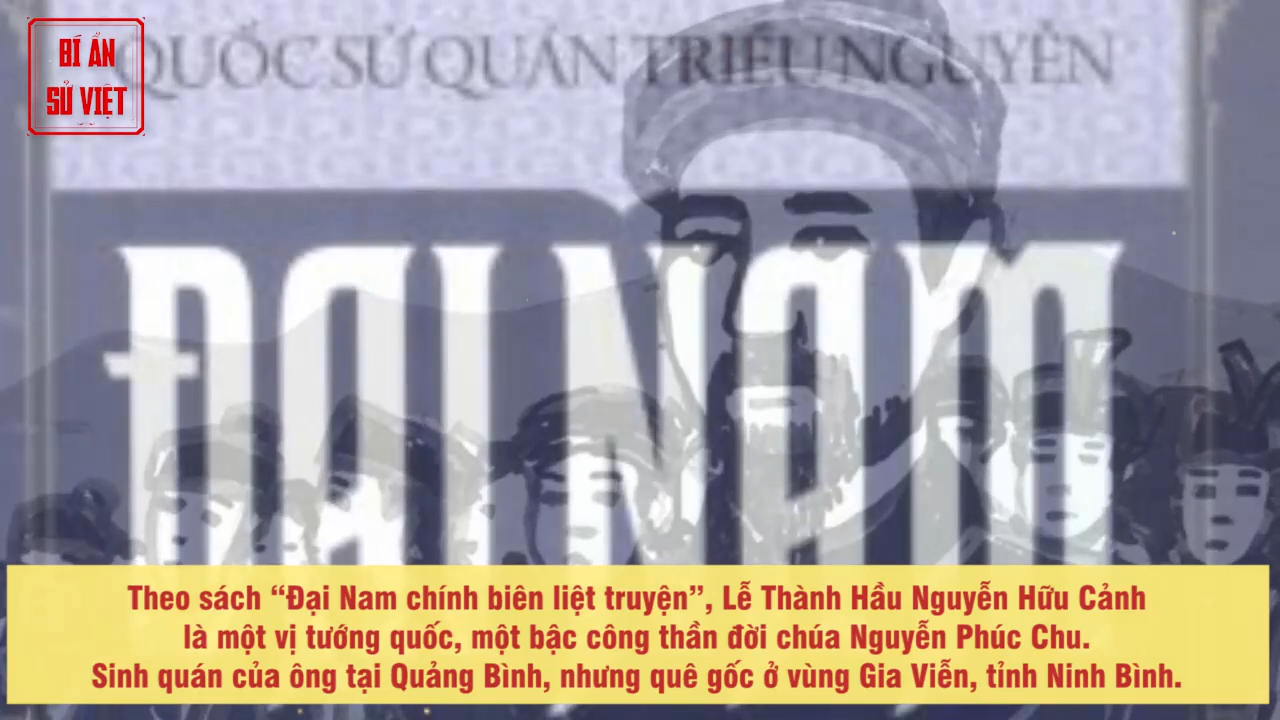 BÍ ẨN
SỬ VIỆT
QUỐC SỬ QUÁN TRIỀU NGUYỄN
ĐẠI NAM
Theo sách “Đại Nam chính biên liệt truyện”, Lễ Thành Hầu Nguyễn Hữu Cảnh
là một vị tướng quốc, một bậc công thần đời chúa Nguyễn Phúc Chu.
Sinh quán của ông tại Quảng Bình, nhưng quê gốc ở vùng Gia Viễn, tỉnh Ninh Bình.